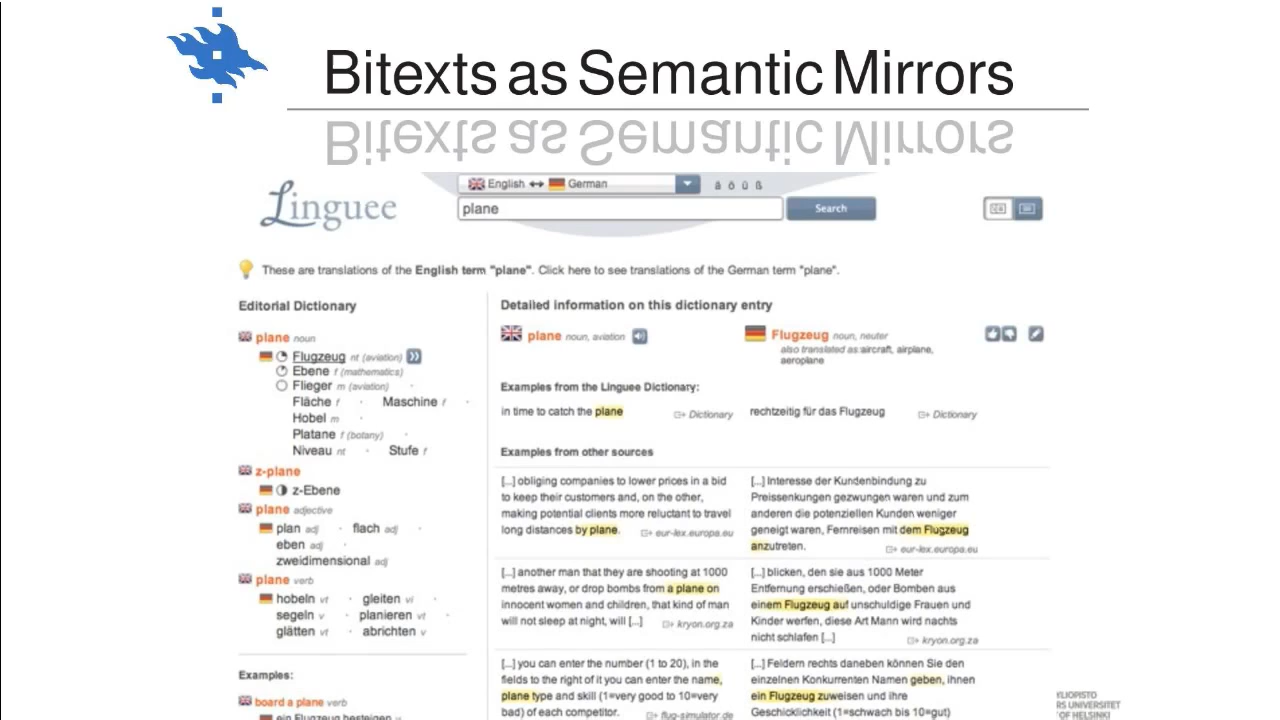 Bitexts as Semantic Mirrors
Bitexts as Semantic Mirrors
Linguee
English ↔ German
ä ö ü ß
plane
Search
These are translations of the English term "plane". Click here to see translations of the German term "plane".
Editorial Dictionary
plane noun
Flugzeug nt (aviation)
Ebene f (mathematics)
Flieger m (aviation) ·
Fläche f · Maschine f ·
Hobel m ·
Platane f (botany) ·
Niveau nt · Stufe f
z-plane
z-Ebene
plane adjective
plan adj · flach adj ·
eben adj ·
zweidimensional adj
plane verb
hobeln vt · gleiten vi ·
segeln v · planieren vt ·
glätten vt · abrichten v
Examples:
board a plane verb
ein Flugzeug besteigen v
Detailed information on this dictionary entry
plane noun, aviation
Flugzeug noun, neuter
also translated as:aircraft, airplane,
aeroplane
Examples from the Linguee Dictionary:
in time to catch the plane Dictionary
rechtzeitig für das Flugzeug Dictionary
Examples from other sources
[...] obliging companies to lower prices in a bid
to keep their customers and, on the other,
making potential clients more reluctant to travel
long distances by plane. eur-lex.europa.eu
[...] Interesse der Kundenbindung zu
Preissenkungen gezwungen waren und zum
anderen die potenziellen Kunden weniger
geneigt waren, Fernreisen mit dem Flugzeug
anzutreten. eur-lex.europa.eu
[...] another man that they are shooting at 1000
metres away, or drop bombs from a plane on
innocent women and children, that kind of man
will not sleep at night, will [...] kryon.org.za
[...] blicken, den sie aus 1000 Meter
Entfernung erschießen, oder Bomben aus
einem Flugzeug auf unschuldige Frauen und
Kinder werfen, diese Art Mann wird nachts
nicht schlafen [...] kryon.org.za
[...] you can enter the number (1 to 20), in the
fields to the right of it you can enter the name,
plane type and skill (1=very good to 10=very
bad) of each competitor. flug-simulator.de
[...] Feldern rechts daneben können Sie den
einzelnen Konkurrenten Namen geben, ihnen
ein Flugzeug zuweisen und ihre
Geschicklichkeit (1=schwach bis 10=gut)
YLIOPISTO
RS UNIVERSITET
OF HELSINKI